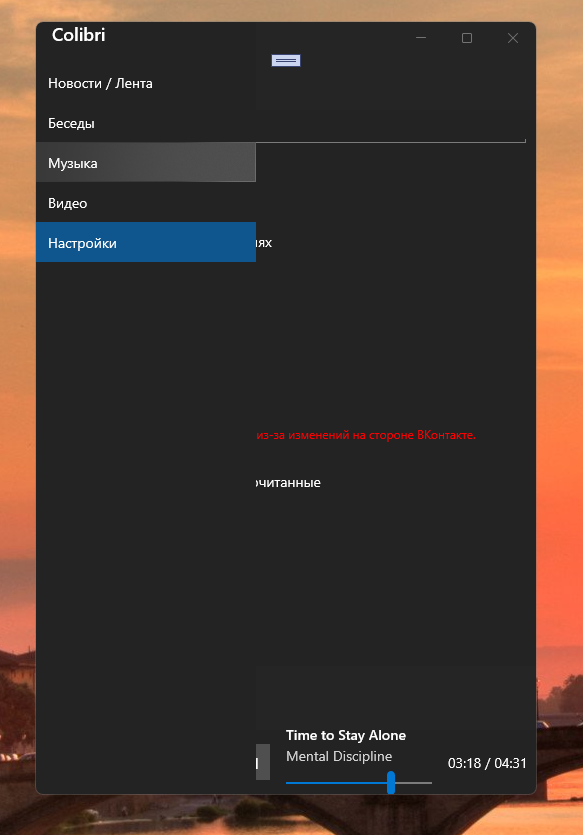 Colibri
Новости / Лента
Беседы
Музыка
Видео
Настройки
иях
из-за изменений на стороне ВКонтакте.
очитанные
Time to Stay Alone
Mental Discipline
03:18 / 04:31